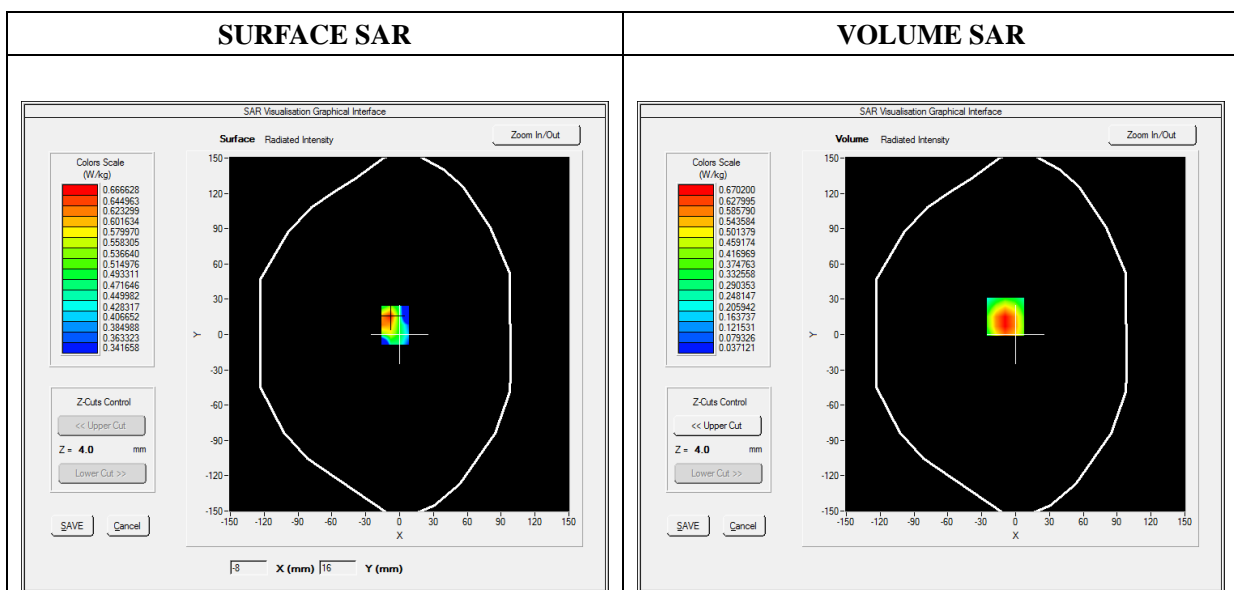 SURFACE SAR
VOLUME SAR
SAR Visualisation Graphical Interface
Surface Radiated Intensity
Zoom In/Out
Colors Scale
(W/kg)
0.666628
0.644963
0.623299
0.601634
0.579970
0.558305
0.536640
0.514976
0.493311
0.471646
0.449982
0.428317
0.406652
0.384988
0.363323
0.341658
150
120
90
60
30
0
-30
-60
-90
-120
-150
Y
-150 -120 -90 -60 -30 0 30 60 90 120 150
X
Z-Cuts Control
<< Upper Cut
Z = 4.0 mm
Lower Cut >>
SAVE Cancel
-8 X (mm) 16 Y (mm)
SAR Visualisation Graphical Interface
Volume Radiated Intensity
Zoom In/Out
Colors Scale
(W/kg)
0.670200
0.627995
0.585790
0.543584
0.501379
0.459174
0.416969
0.374763
0.332558
0.290353
0.248147
0.205942
0.163737
0.121531
0.079326
0.037121
150
120
90
60
30
0
-30
-60
-90
-120
-150
Y
-150 -120 -90 -60 -30 0 30 60 90 120 150
X
Z-Cuts Control
<< Upper Cut
Z = 4.0 mm
Lower Cut >>
SAVE Cancel